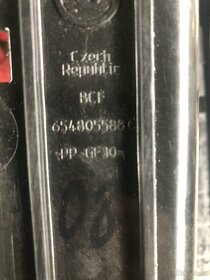 Czech
Republic
BCF
654805588 C
>PP-GF30<